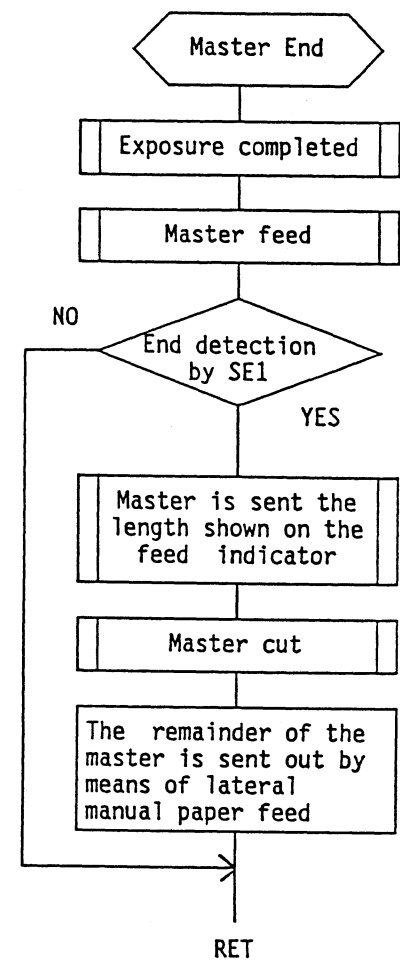 Master End
Exposure completed
Master feed
NO
End detection
by SE1
YES
Master is sent the
length shown on the
feed indicator
Master cut
The remainder of the
master is sent out by
means of lateral
manual paper feed
RET